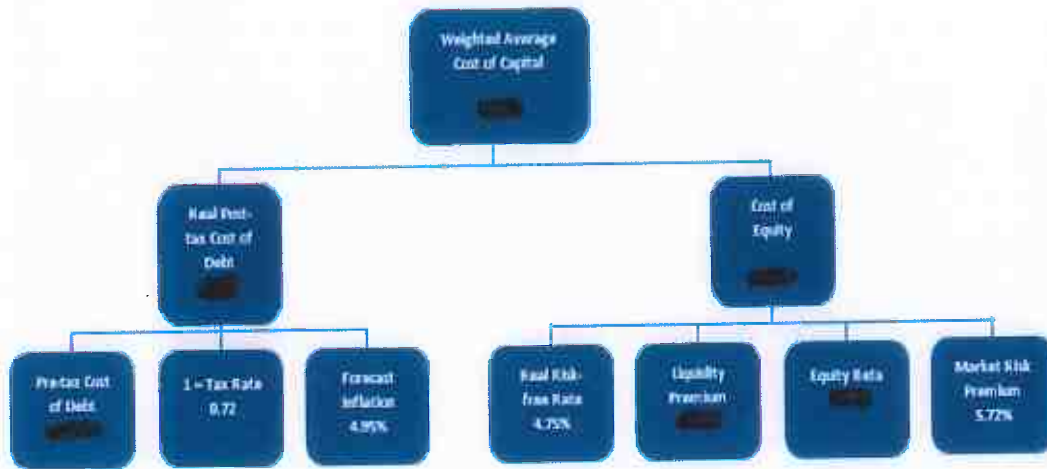 Weighted Average
Cost of Capital
Real Post-
tax Cost of
Debt
Cost of
Equity
Pre-tax Cost
of Debt
1 – Tax Rate
0.72
Forecast
Inflation
4.95%
Real Risk-
free Rate
4.75%
Liquidity
Premium
Equity Beta
Market Risk
Premium
5.72%